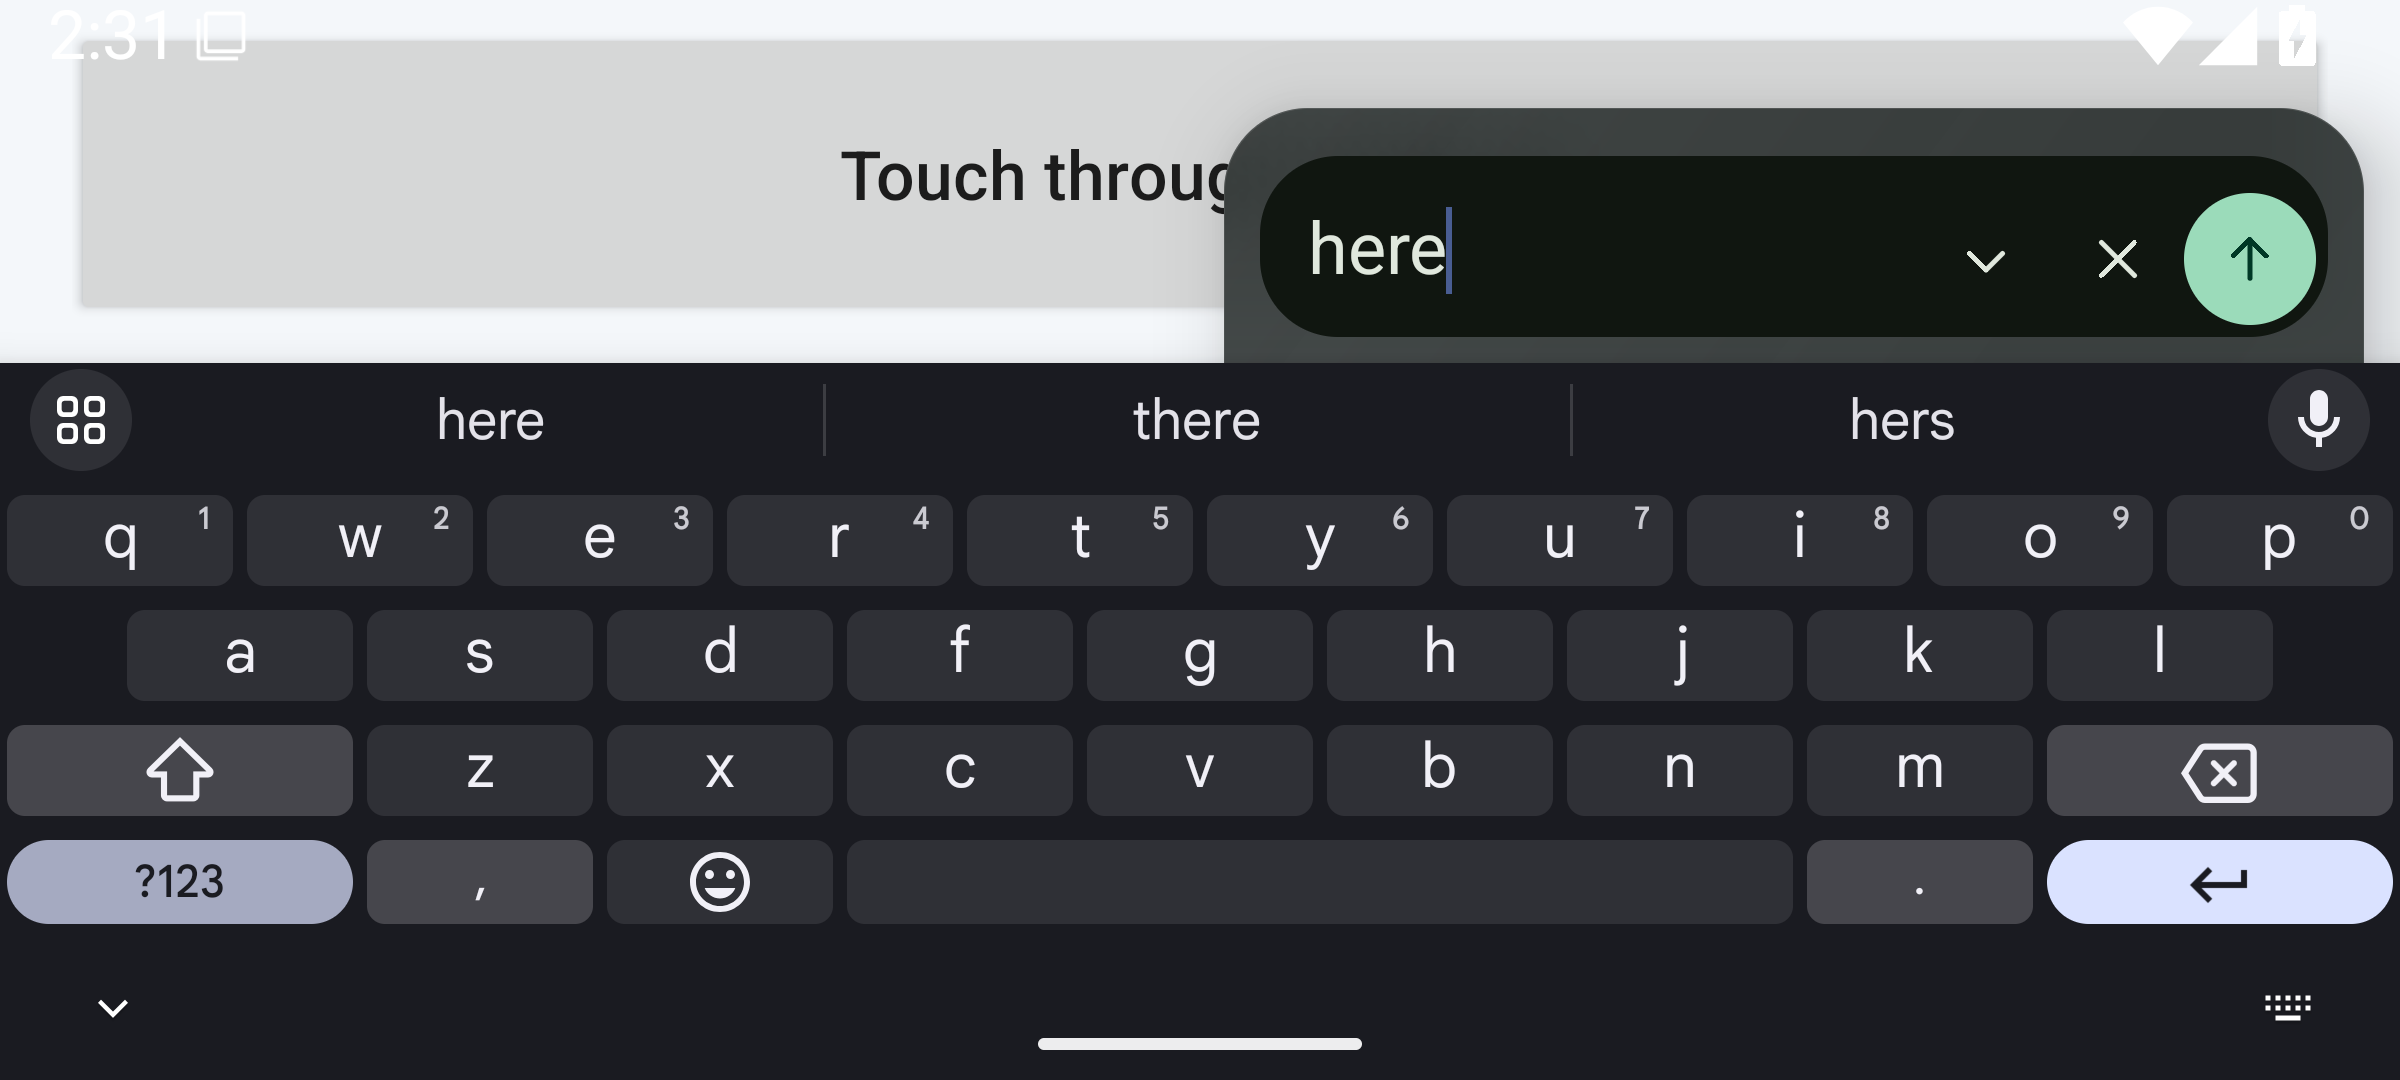 2:31
Touch throug
here
here there hers
q 1 w 2 e 3 r 4 t 5 y 6 u 7 i 8 o 9 p 0
a s d f g h j k l
z x c v b n m
?123 , .